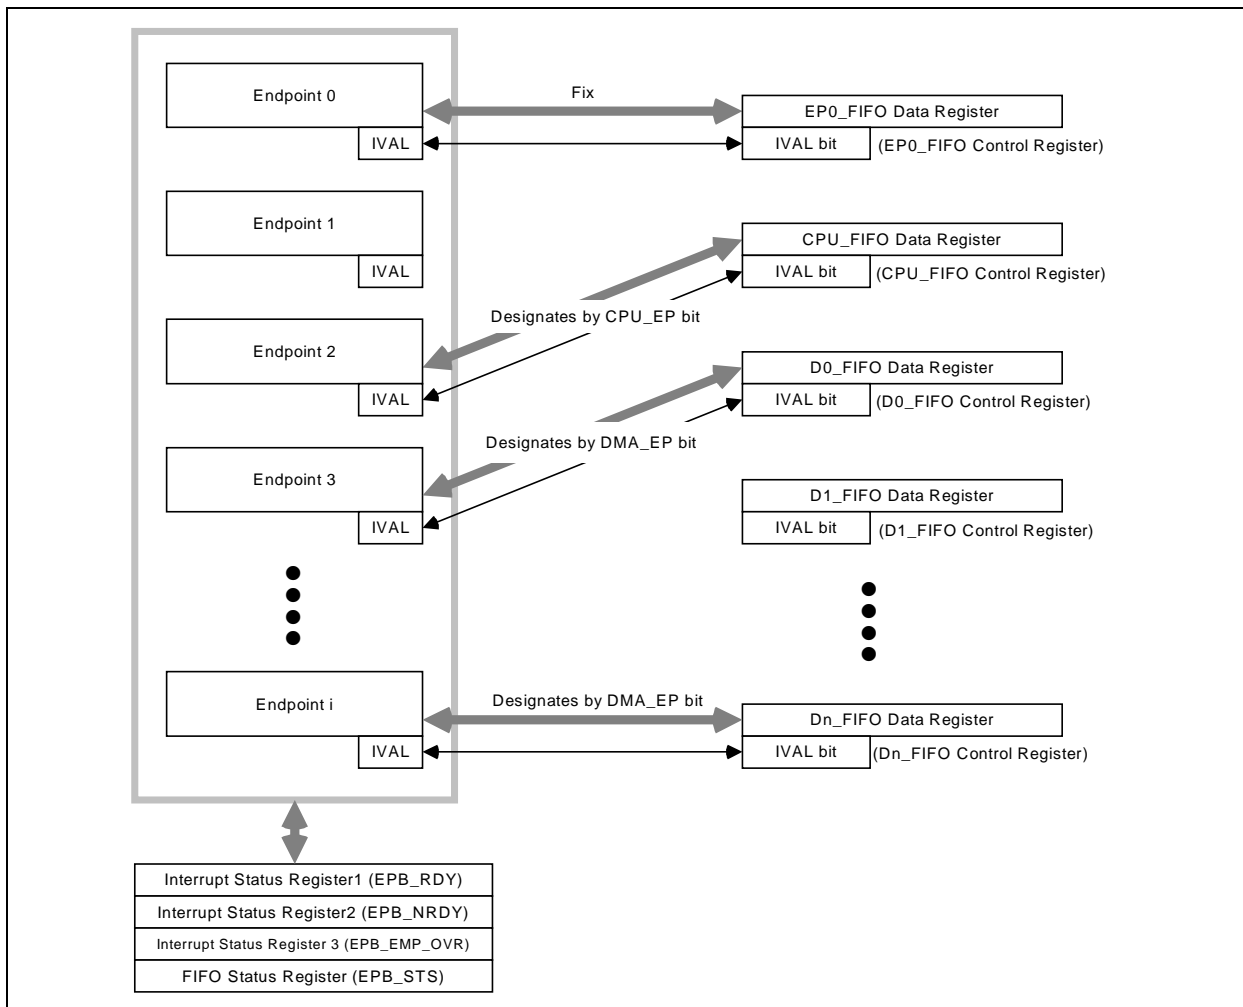 Endpoint 0
IVAL
Fix
EP0_FIFO Data Register
IVAL bit
(EP0_FIFO Control Register)
Endpoint 1
IVAL
CPU_FIFO Data Register
IVAL bit
(CPU_FIFO Control Register)
Designates by CPU_EP bit
Endpoint 2
IVAL
D0_FIFO Data Register
IVAL bit
(D0_FIFO Control Register)
Designates by DMA_EP bit
Endpoint 3
IVAL
D1_FIFO Data Register
IVAL bit
(D1_FIFO Control Register)
Endpoint i
IVAL
Designates by DMA_EP bit
Dn_FIFO Data Register
IVAL bit
(Dn_FIFO Control Register)
Interrupt Status Register1 (EPB_RDY)
Interrupt Status Register2 (EPB_NRDY)
Interrupt Status Register 3 (EPB_EMP_OVR)
FIFO Status Register (EPB_STS)